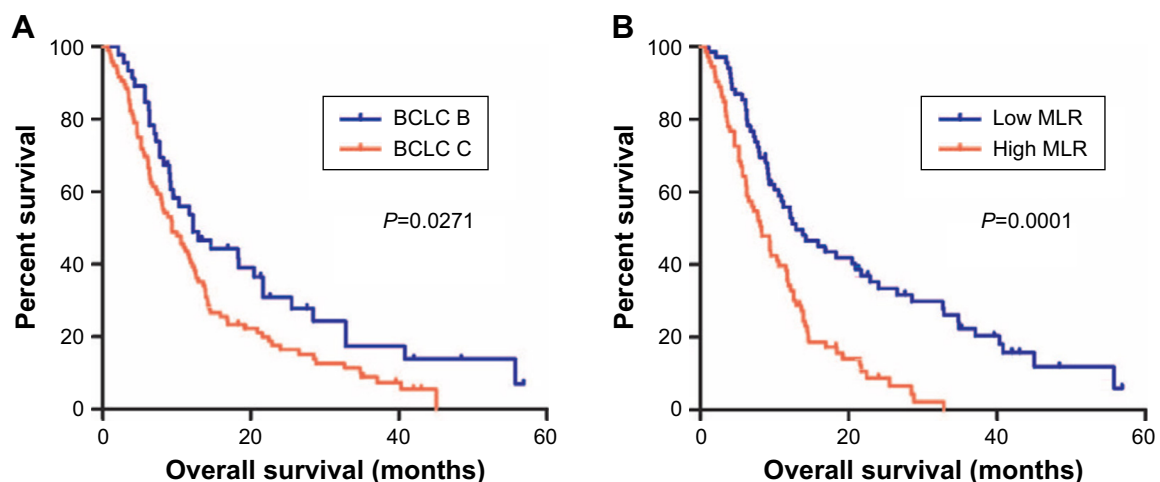 A
Percent survival
100
80
60
40
20
0
BCLC B
BCLC C
P=0.0271
0
20
40
60
Overall survival (months)
B
Percent survival
100
80
60
40
20
0
Low MLR
High MLR
P=0.0001
0
20
40
60
Overall survival (months)